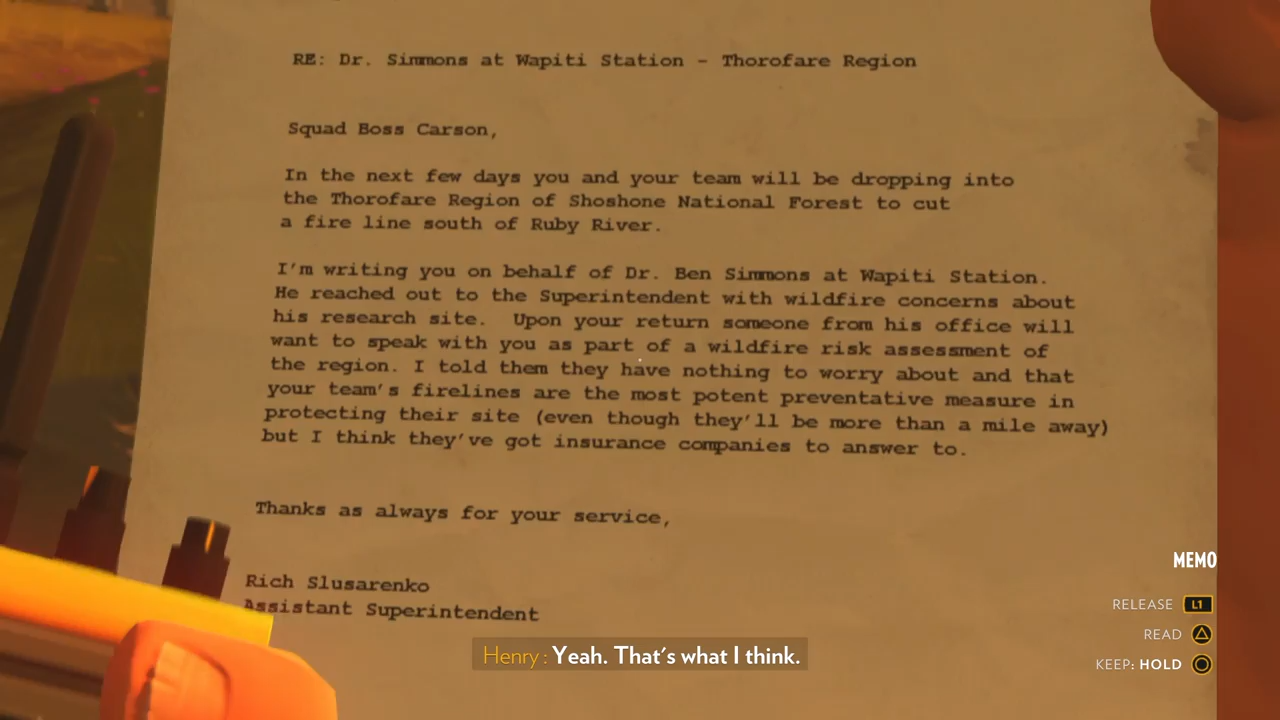 RE: Dr. Simmons at Wapiti Station - Thorofare Region
Squad Boss Carson,
In the next few days you and your team will be dropping into
the Thorofare Region of Shoshone National Forest to cut
a fire line south of Ruby River.
I'm writing you on behalf of Dr. Ben Simmons at Wapiti Station.
He reached out to the Superintendent with wildfire concerns about
his research site.  Upon your return someone from his office will
want to speak with you as part of a wildfire risk assessment of
the region. I told them they have nothing to worry about and that
your team's firelines are the most potent preventative measure in
protecting their site (even though they'll be more than a mile away)
but I think they've got insurance companies to answer to.
Thanks as always for your service,
Rich Slusarenko
Assistant Superintendent
MEMO
RELEASE L1
READ
KEEP: HOLD
Henry : Yeah. That's what I think.